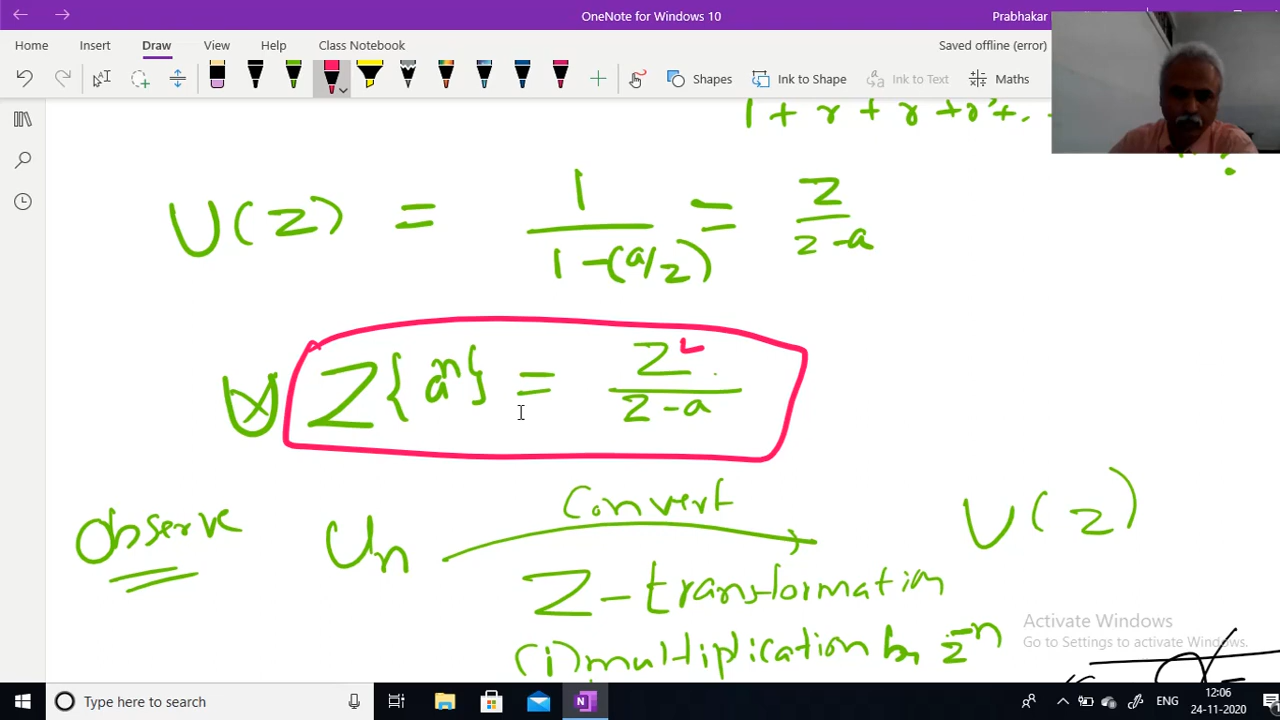 OneNote for Windows 10
Prabhakar
Home Insert Draw View Help Class Notebook
Saved offline (error)
Shapes Ink to Shape Ink to Text Maths
1 + r + r + r³ + .
U(z) = 1 / 1-(a/z) = z / z-a
Z{aⁿ} = z / z-a
Observe Un Convert U(z)
Z-transformation
(i) multiplication by z⁻ⁿ
Activate Windows
Go to Settings to activate Windows.
Type here to search
ENG
12:06
24-11-2020